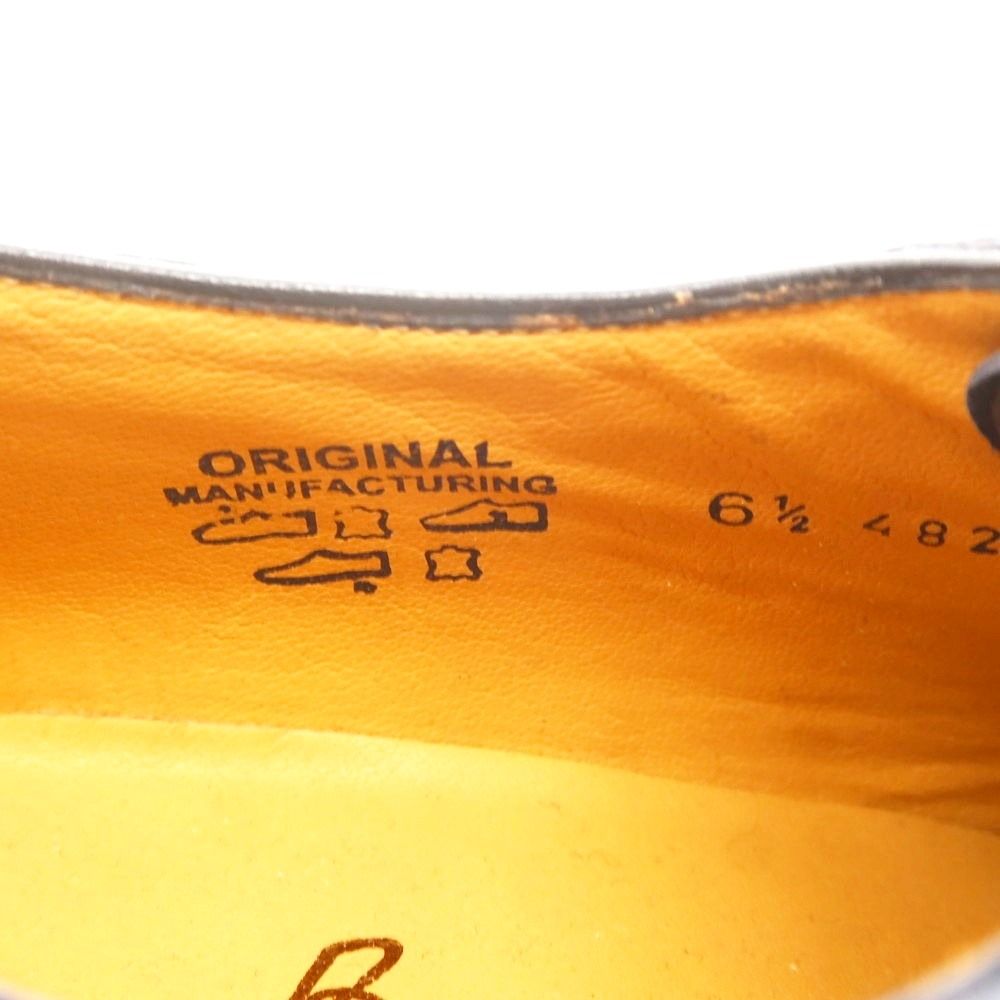 ORIGINAL
MANUFACTURING
6½ 482
B